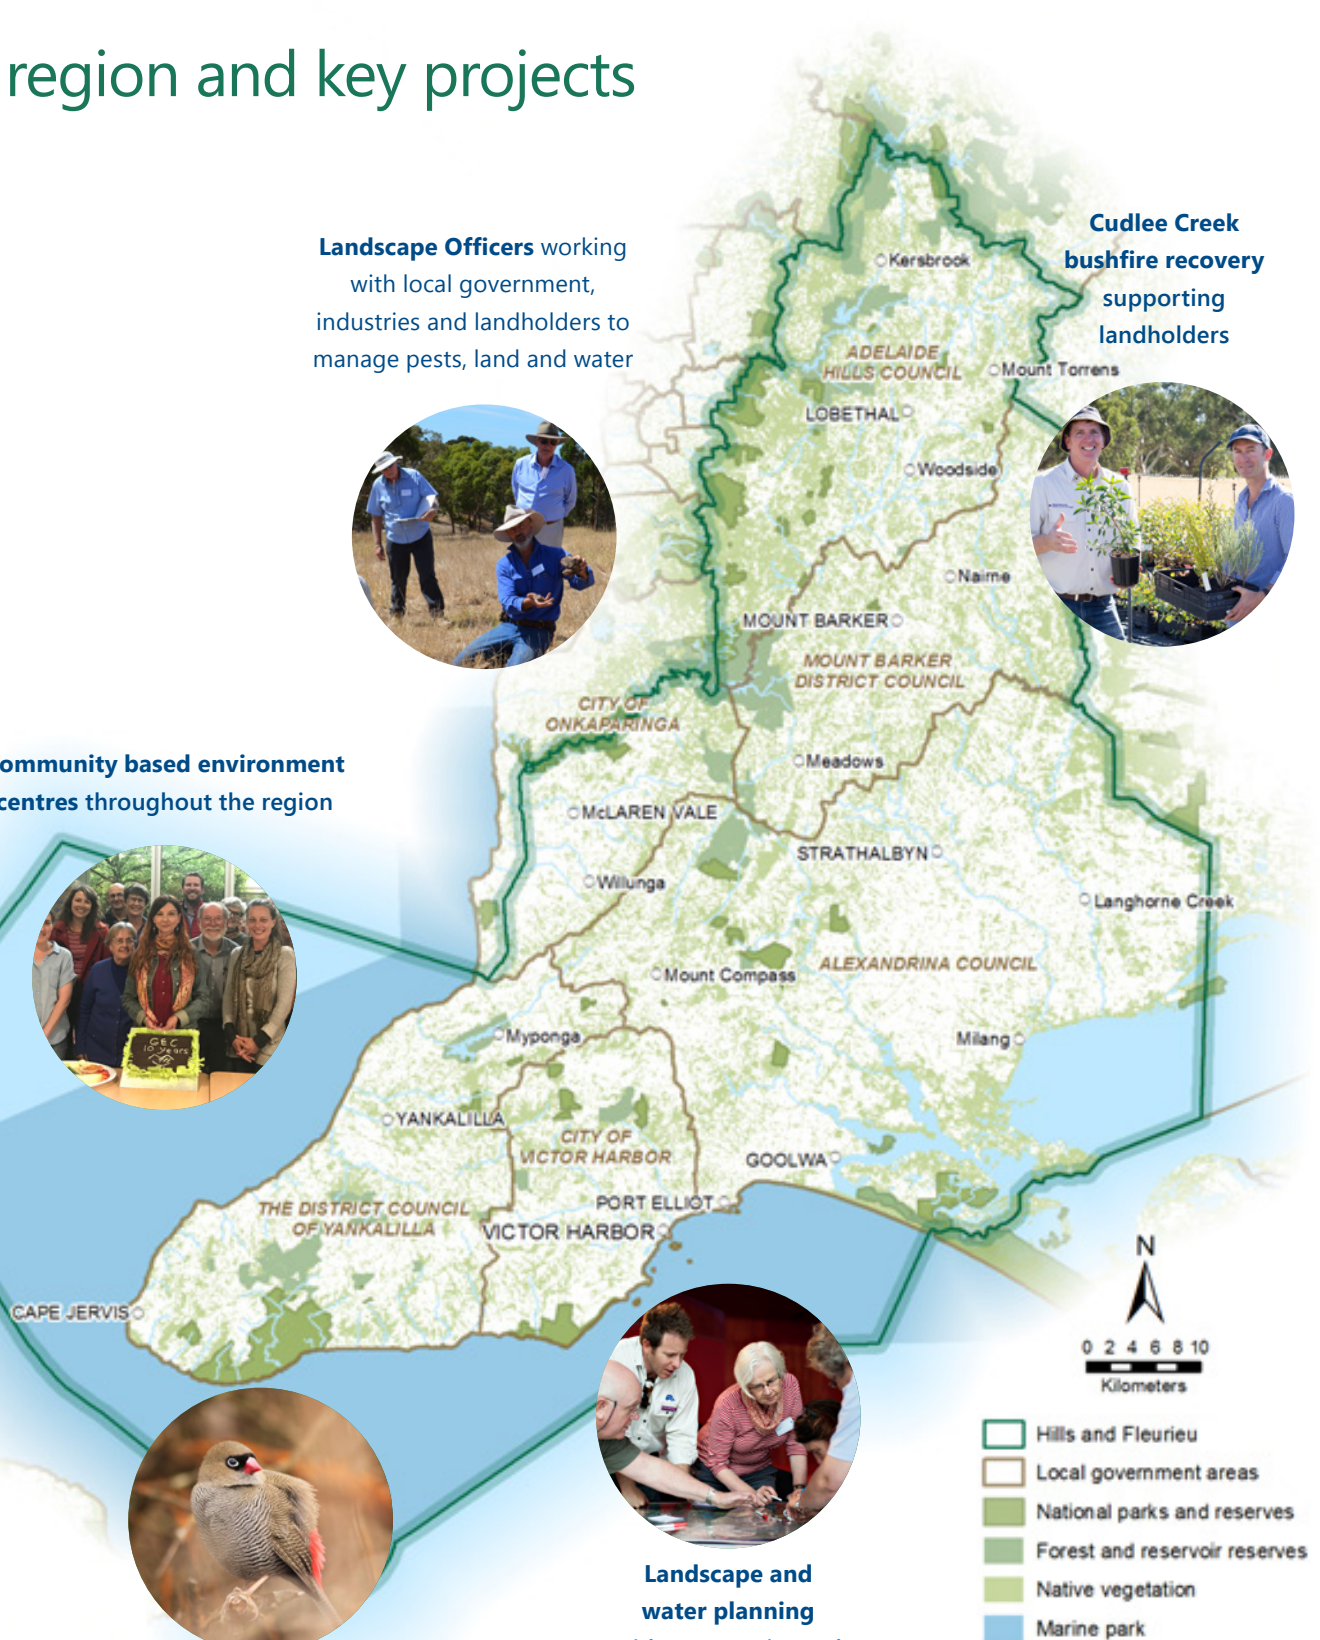 region and key projects
Landscape Officers working
with local government,
industries and landholders to
manage pests, land and water
Cudlee Creek
bushfire recovery
supporting
landholders
Kersbrook
ADELAIDE
HILLS COUNCIL
Mount Torrens
LOBETHAL
Woodside
Nairne
MOUNT BARKER
MOUNT BARKER
DISTRICT COUNCIL
CITY OF
ONKAPARINGA
Meadows
ommunity based environment
centres throughout the region
McLAREN VALE
STRATHALBYN
Willunga
Langhorne Creek
Mount Compass
ALEXANDRINA COUNCIL
Myponga
Milang
GEC
10 years
YANKALILLA
CITY OF
VICTOR HARBOR
GOOLWA
PORT ELLIOT
THE DISTRICT COUNCIL
OF YANKALILLA
VICTOR HARBOR
CAPE JERVIS
N
0 2 4 6 8 10
Kilometers
Hills and Fleurieu
Local government areas
National parks and reserves
Forest and reservoir reserves
Native vegetation
Marine park
Landscape and
water planning